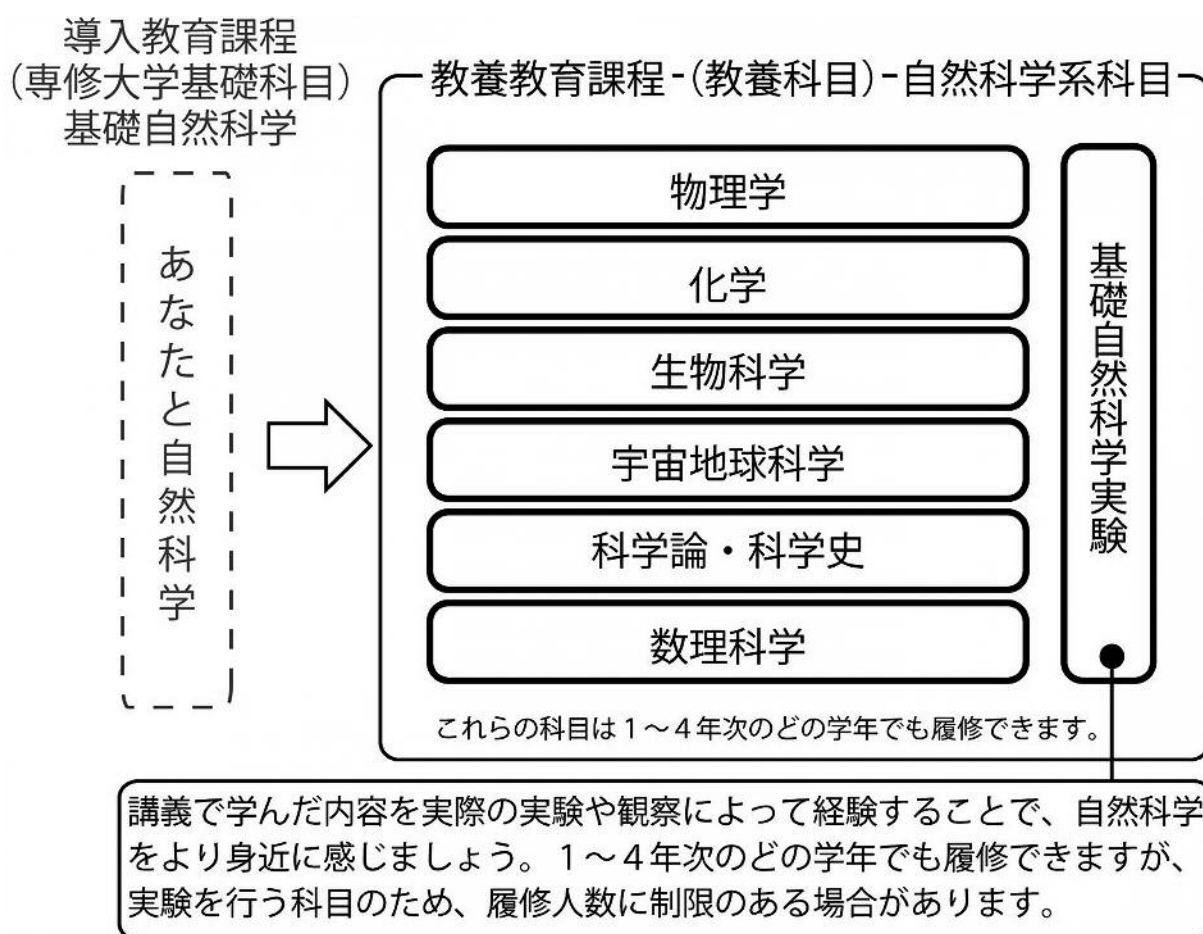 導入教育課程
(専修大学基礎科目)
基礎自然科学
あなたと自然科学
教養教育課程-(教養科目)-自然科学系科目
物理学
化学
生物科学
宇宙地球科学
科学論・科学史
数理科学
基礎自然科学実験
これらの科目は1～4年次のどの学年でも履修できます。
講義で学んだ内容を実際の実験や観察によって経験することで、自然科学
をより身近に感じましょう。1～4年次のどの学年でも履修できますが、
実験を行う科目のため、履修人数に制限のある場合があります。